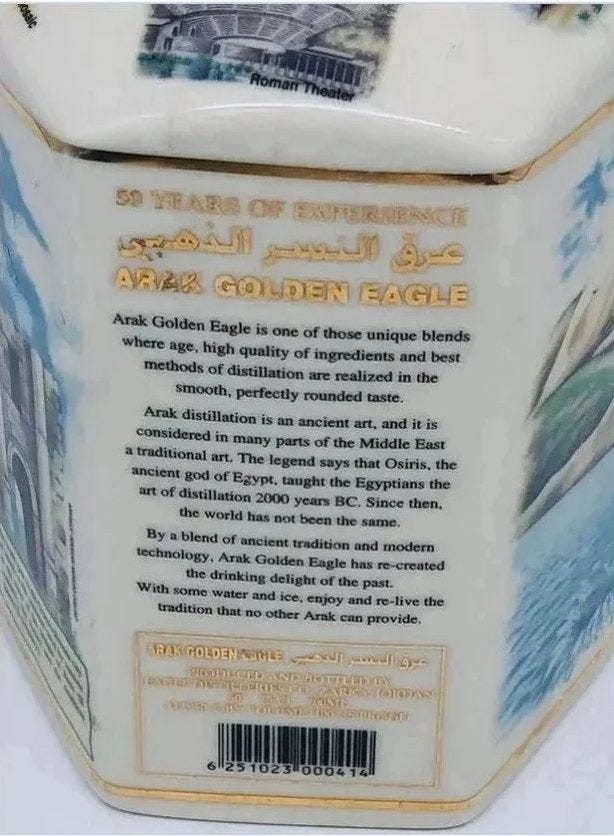 Mosaic
Roman Theater
50 YEARS OF EXPERIENCE
عرق النسر الذهبي
ARAK GOLDEN EAGLE
Arak Golden Eagle is one of those unique blends
where age, high quality of ingredients and best
methods of distillation are realized in the
smooth, perfectly rounded taste.
Arak distillation is an ancient art, and it is
considered in many parts of the Middle East
a traditional art. The legend says that Osiris, the
ancient god of Egypt, taught the Egyptians the
art of distillation 2000 years BC. Since then,
the world has not been the same.
By a blend of ancient tradition and modern
technology, Arak Golden Eagle has re-created
the drinking delight of the past.
With some water and ice, enjoy and re-live the
tradition that no other Arak can provide.
ARAK GOLDEN EAGLE عرق النسر الذهبي
PRODUCED AND BOTTLED BY
EAGLE DISTILLERIES CO. ZARKA JORDAN
6 251023 000414